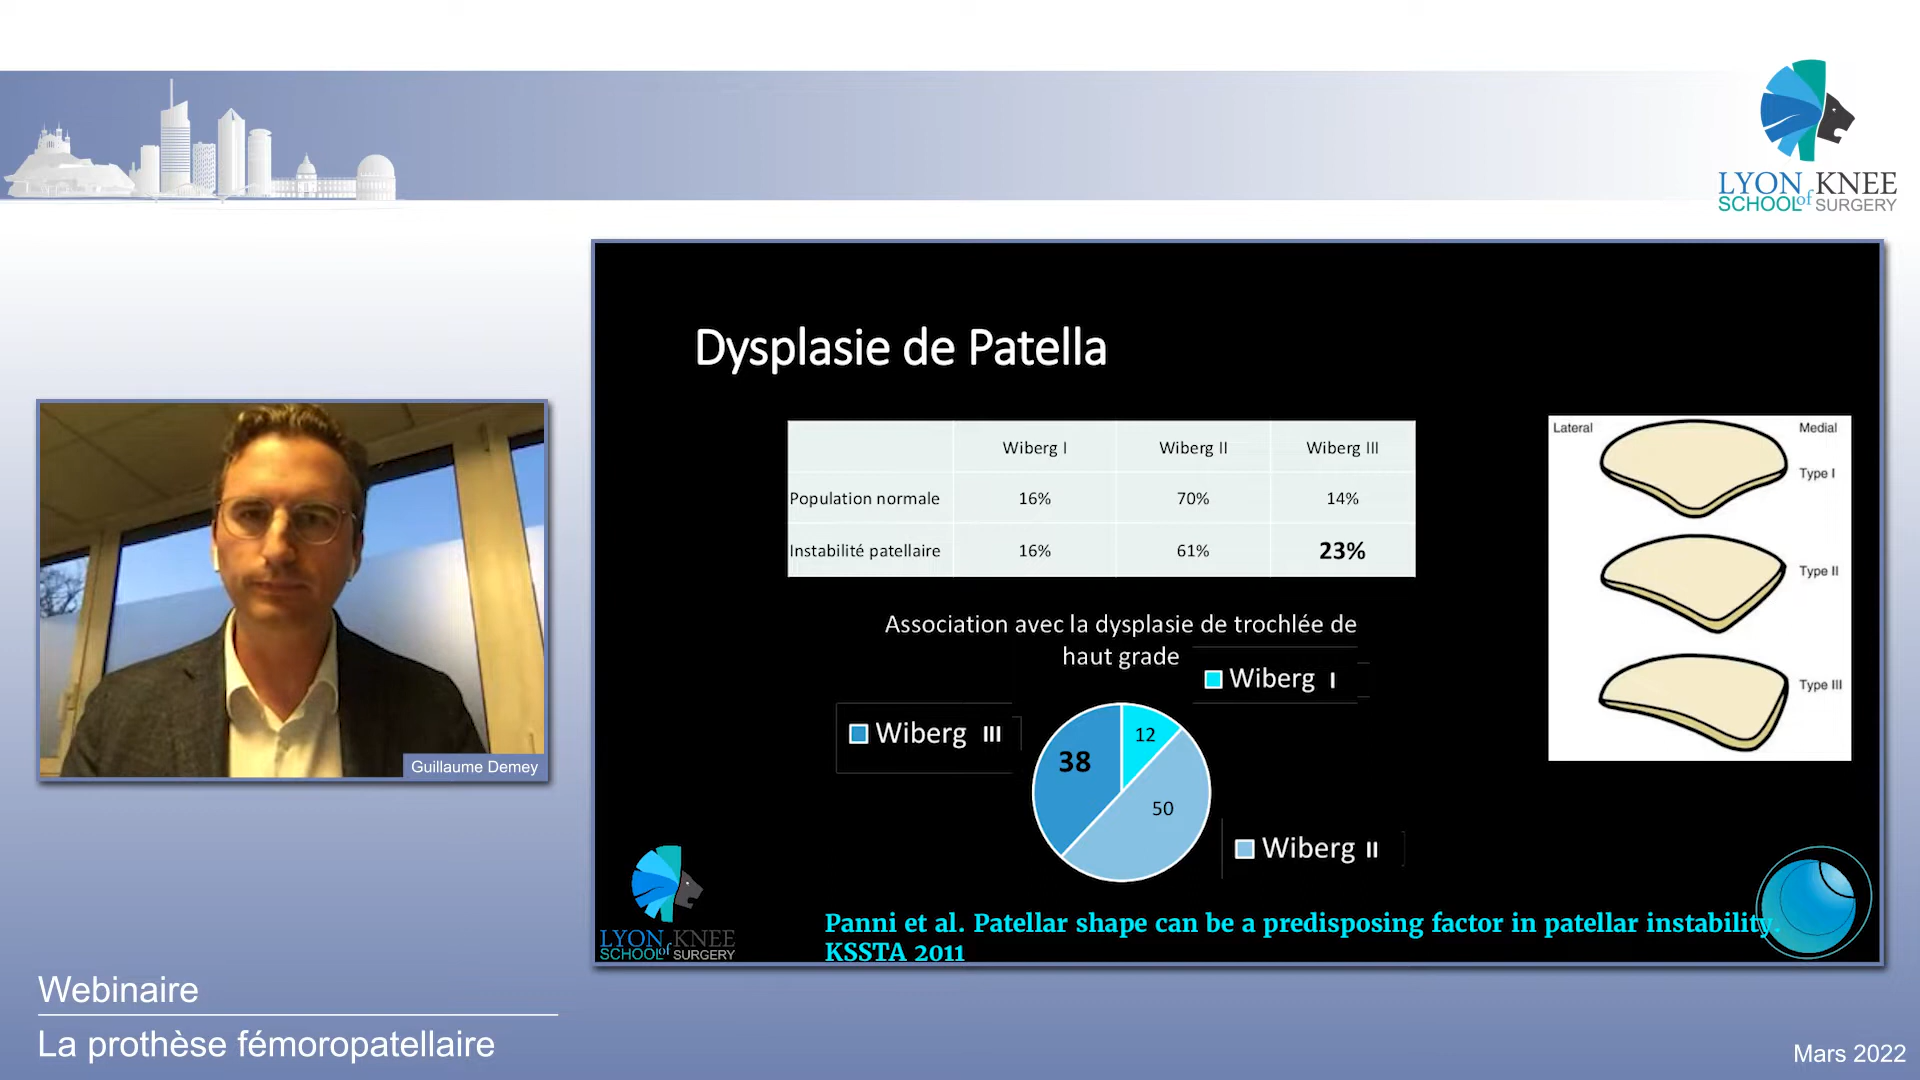 LYON KNEE
SCHOOL of SURGERY
Dysplasie de Patella
Wiberg I Wiberg II Wiberg III
Population normale 16% 70% 14%
Instabilité patellaire 16% 61% 23%
Lateral Medial
Type I
Type II
Type III
Association avec la dysplasie de trochlée de
haut grade
Wiberg I
Wiberg III
12
38
50
Wiberg II
Guillaume Demey
LYON KNEE
SCHOOL of SURGERY
Panni et al. Patellar shape can be a predisposing factor in patellar instability.
KSSTA 2011
Webinaire
La prothèse fémoropatellaire
Mars 2022